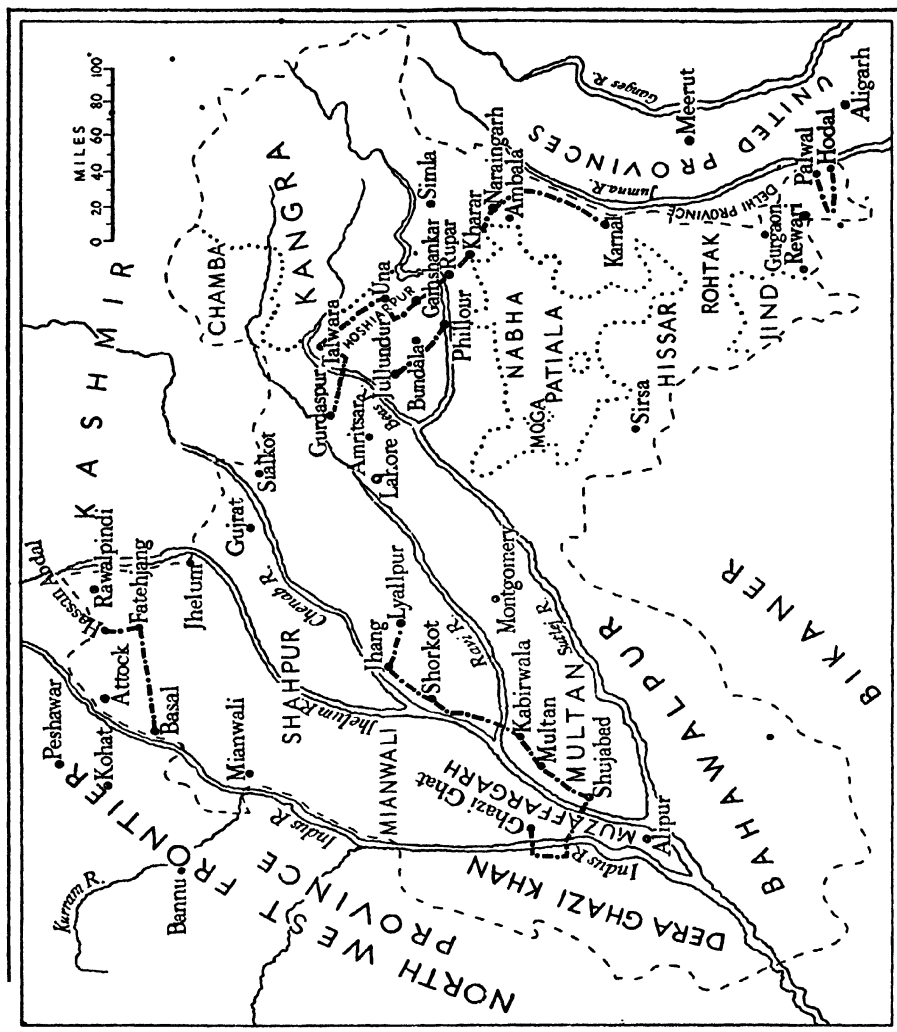 MILES
0 20 40 60 80 100
KASHMIR
NORTH WEST FRONTIER PROVINCE
Peshawar
Kohat
Kurram R.
Bannu
Attock
Hassan Abdal
Rawalpindi
Fatehjang
Basal
Jhelum
Mianwali
Indus R.
SHAHPUR
Jhelum R.
MIANWALI
Gujrat
Sialkot
Chenab R.
CHAMBA
KANGRA
Gurdaspur
Talwara
HOSHIARPUR
Una
Amritsar
Lahore
Beas
Jullundur
Bundala
Garhshankar
Phillour
Rupar
Kharar
Simla
Naraingarh
Ambala
Jhang
Lyallpur
Shorkot
Ravi R.
Montgomery
Sutlej R.
Kabirwala
Multan
MULTAN
Shujabad
Ghazi Ghat
MUZAFFARGARH
Indus R.
Alipur
DERA GHAZI KHAN
BAHAWALPUR
BIKANER
NABHA
MOGA
PATIALA
Sirsa
HISSAR
JIND
ROHTAK
Karnal
Jumna R.
DELHI PROVINCE
Gurgaon
Rewari
Palwal
Hodal
UNITED PROVINCES
Ganges R.
Meerut
Aligarh